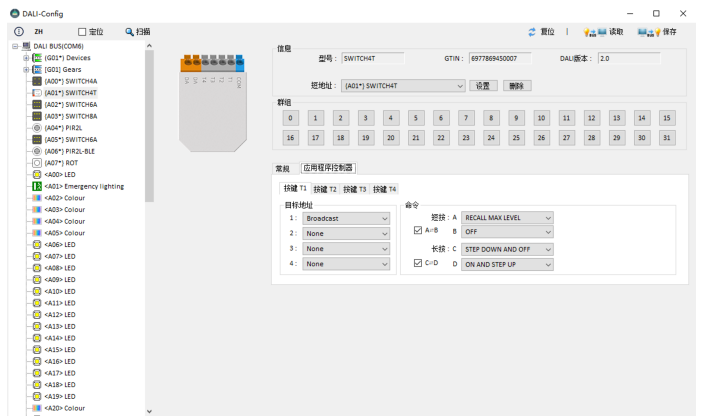 DALI-Config
ZH 定位 扫描 复位 读取 保存
DALI BUS(COM6)
(G01*) Devices
[G01] Gears
(A00*) SWITCH4A
(A01*) SWITCH4T
(A02*) SWITCH6A
(A03*) SWITCH8A
(A04*) PIR2L
(A05*) SWITCH6A
(A06*) PIR2L-BLE
(A07*) ROT
<A00> LED
<A01> Emergency lighting
<A02> Colour
<A03> Colour
<A04> Colour
<A05> Colour
<A06> LED
<A07> LED
<A08> LED
<A09> LED
<A10> LED
<A11> LED
<A12> LED
<A13> LED
<A14> LED
<A15> LED
<A16> LED
<A17> LED
<A18> LED
<A19> LED
<A20> Colour
DA DA T4 T3 T2 T1 COM
信息
型号: SWITCH4T GTIN: 6977869450007 DALI版本: 2.0
短地址: (A01*) SWITCH4T 设置 删除
群组
0 1 2 3 4 5 6 7 8 9 10 11 12 13 14 15
16 17 18 19 20 21 22 23 24 25 26 27 28 29 30 31
常规 应用程序控制器
按键 T1 按键 T2 按键 T3 按键 T4
目标地址
1: Broadcast
2: None
3: None
4: None
命令
短按: A RECALL MAX LEVEL
A⇌B B OFF
长按: C STEP DOWN AND OFF
C⇌D D ON AND STEP UP